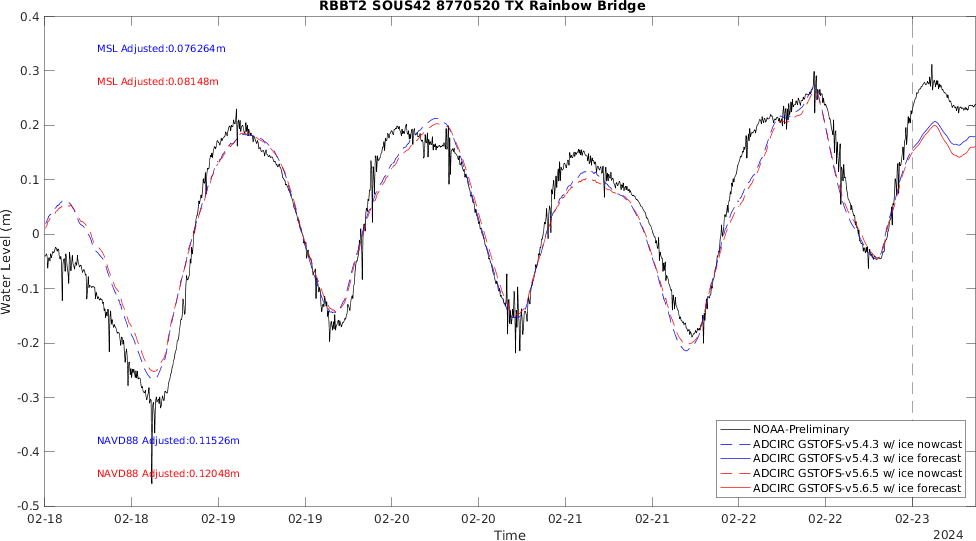 RBBT2 SOUS42 8770520 TX Rainbow Bridge
0.4
0.3
0.2
0.1
0
-0.1
-0.2
-0.3
-0.4
-0.5
Water Level (m)
MSL Adjusted:0.076264m
MSL Adjusted:0.08148m
NAVD88 Adjusted:0.11526m
NAVD88 Adjusted:0.12048m
NOAA-Preliminary
ADCIRC GSTOFS-v5.4.3 w/ ice nowcast
ADCIRC GSTOFS-v5.4.3 w/ ice forecast
ADCIRC GSTOFS-v5.6.5 w/ ice nowcast
ADCIRC GSTOFS-v5.6.5 w/ ice forecast
02-18 02-18 02-19 02-19 02-20 02-20 02-21 02-21 02-22 02-22 02-23
Time
2024